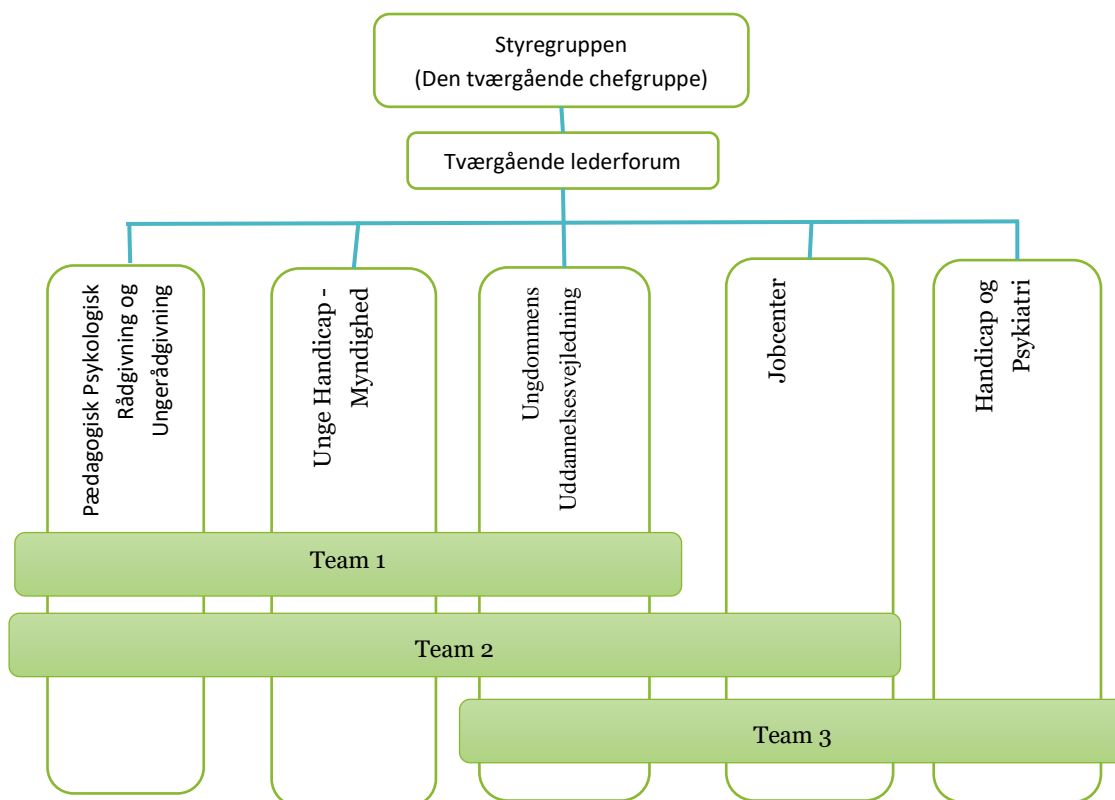 Styregruppen
(Den tværgående chefgruppe)
Tværgående lederforum
Pædagogisk Psykologisk
Rådgivning og
Ungerådgivning
Unge Handicap -
Myndighed
Ungdommens
Uddannelsesvejledning
Jobcenter
Handicap og
Psykiatri
Team 1
Team 2
Team 3